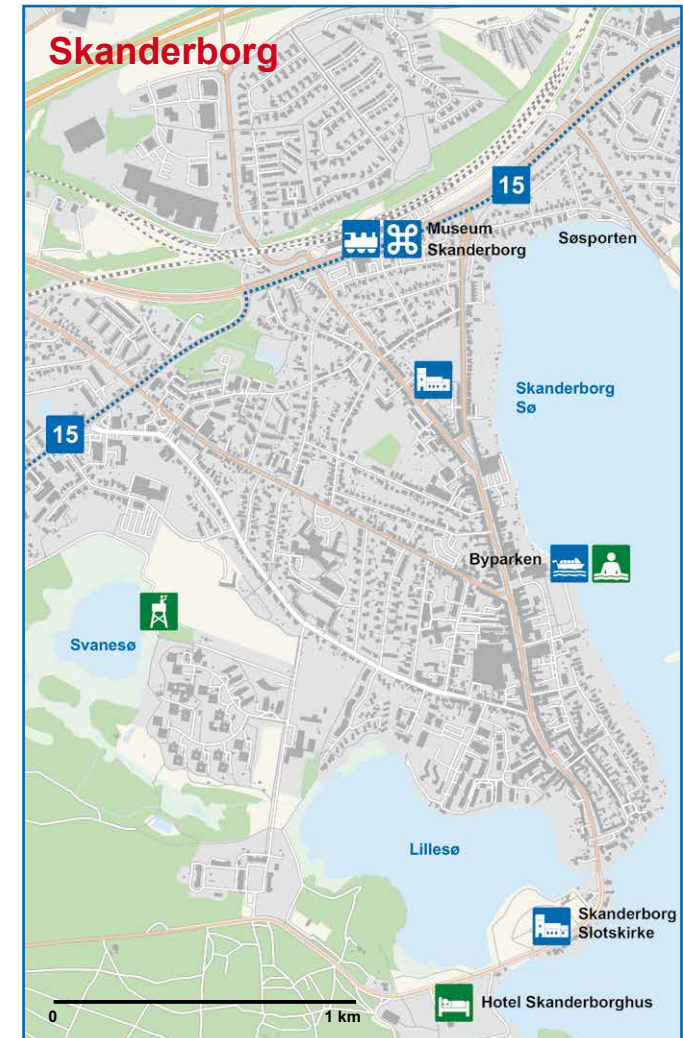 Skanderborg
15
Museum
Skanderborg
Søsporten
Skanderborg
Sø
15
Byparken
Svanesø
Lillesø
Skanderborg
Slotskirke
Hotel Skanderborghus
0
1 km